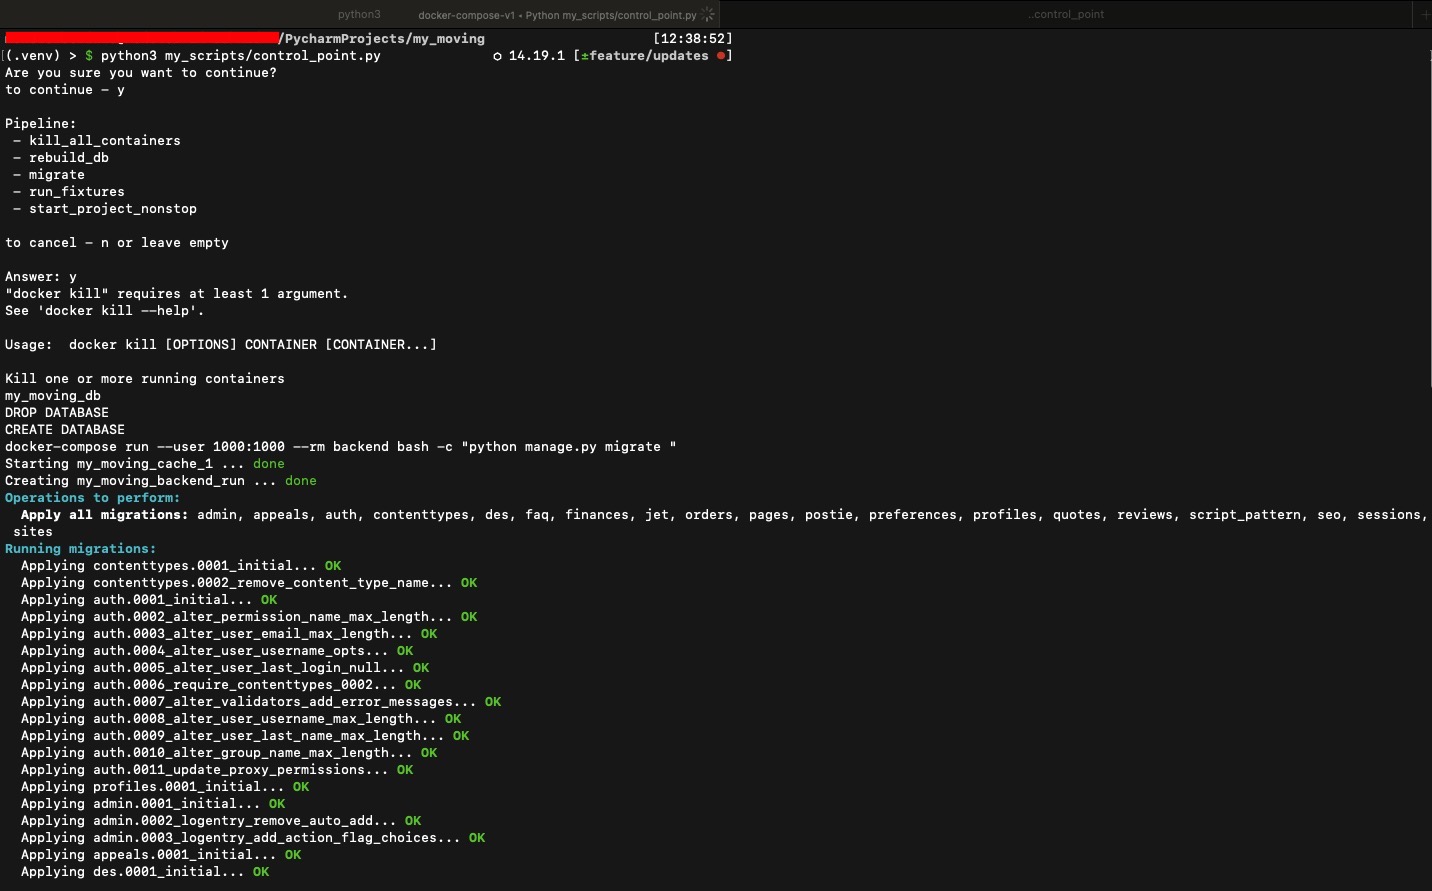 python3
docker-compose-v1 • Python my_scripts/control_point.py
..control_point
/PycharmProjects/my_moving [12:38:52]
(.venv) > $ python3 my_scripts/control_point.py 14.19.1 [±feature/updates ●]
Are you sure you want to continue?
to continue - y
Pipeline:
- kill_all_containers
- rebuild_db
- migrate
- run_fixtures
- start_project_nonstop
to cancel - n or leave empty
Answer: y
"docker kill" requires at least 1 argument.
See 'docker kill --help'.
Usage:  docker kill [OPTIONS] CONTAINER [CONTAINER...]
Kill one or more running containers
my_moving_db
DROP DATABASE
CREATE DATABASE
docker-compose run --user 1000:1000 --rm backend bash -c "python manage.py migrate "
Starting my_moving_cache_1 ... done
Creating my_moving_backend_run ... done
Operations to perform:
Apply all migrations: admin, appeals, auth, contenttypes, des, faq, finances, jet, orders, pages, postie, preferences, profiles, quotes, reviews, script_pattern, seo, sessions,
sites
Running migrations:
Applying contenttypes.0001_initial... OK
Applying contenttypes.0002_remove_content_type_name... OK
Applying auth.0001_initial... OK
Applying auth.0002_alter_permission_name_max_length... OK
Applying auth.0003_alter_user_email_max_length... OK
Applying auth.0004_alter_user_username_opts... OK
Applying auth.0005_alter_user_last_login_null... OK
Applying auth.0006_require_contenttypes_0002... OK
Applying auth.0007_alter_validators_add_error_messages... OK
Applying auth.0008_alter_user_username_max_length... OK
Applying auth.0009_alter_user_last_name_max_length... OK
Applying auth.0010_alter_group_name_max_length... OK
Applying auth.0011_update_proxy_permissions... OK
Applying profiles.0001_initial... OK
Applying admin.0001_initial... OK
Applying admin.0002_logentry_remove_auto_add... OK
Applying admin.0003_logentry_add_action_flag_choices... OK
Applying appeals.0001_initial... OK
Applying des.0001_initial... OK